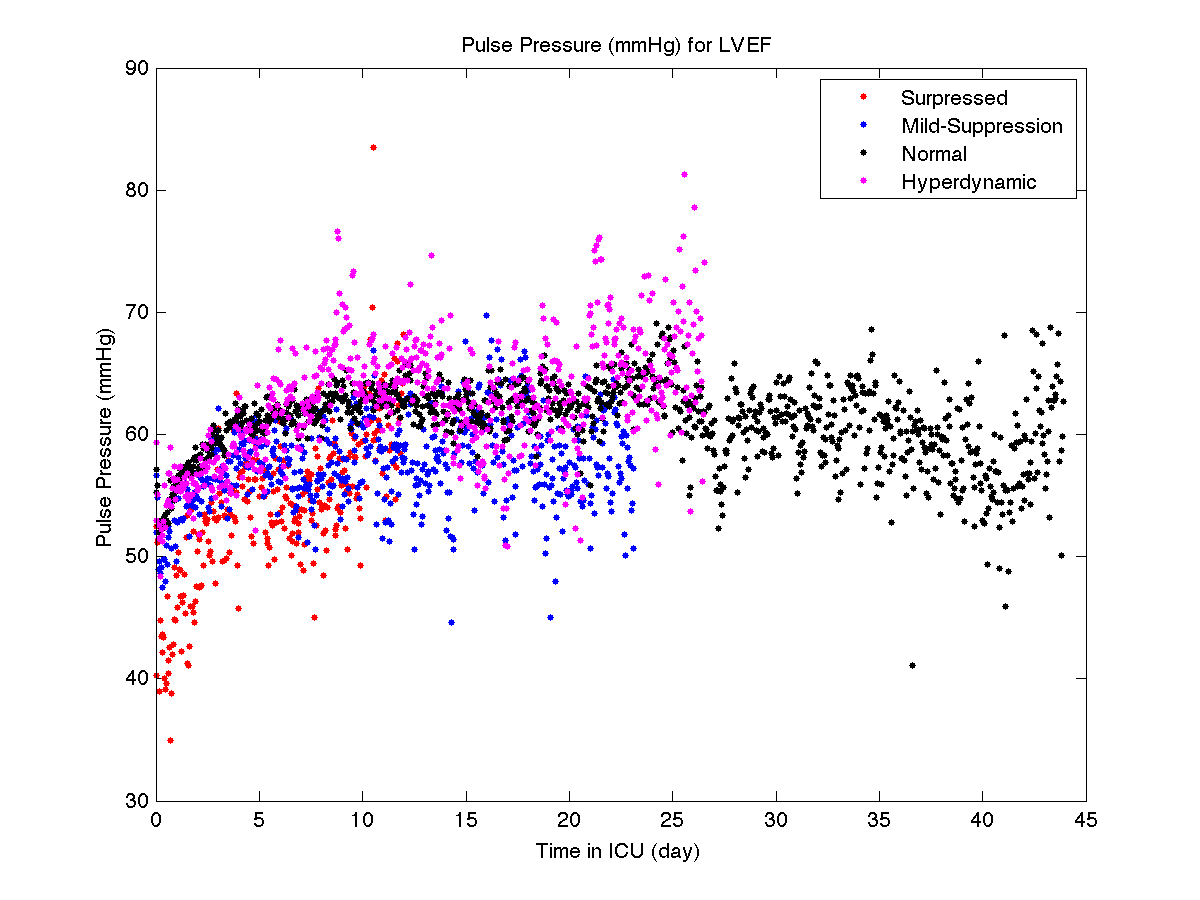 Pulse Pressure (mmHg) for LVEF
90
80
70
60
50
40
30
Pulse Pressure (mmHg)
Surpressed
Mild-Suppression
Normal
Hyperdynamic
0 5 10 15 20 25 30 35 40 45
Time in ICU (day)